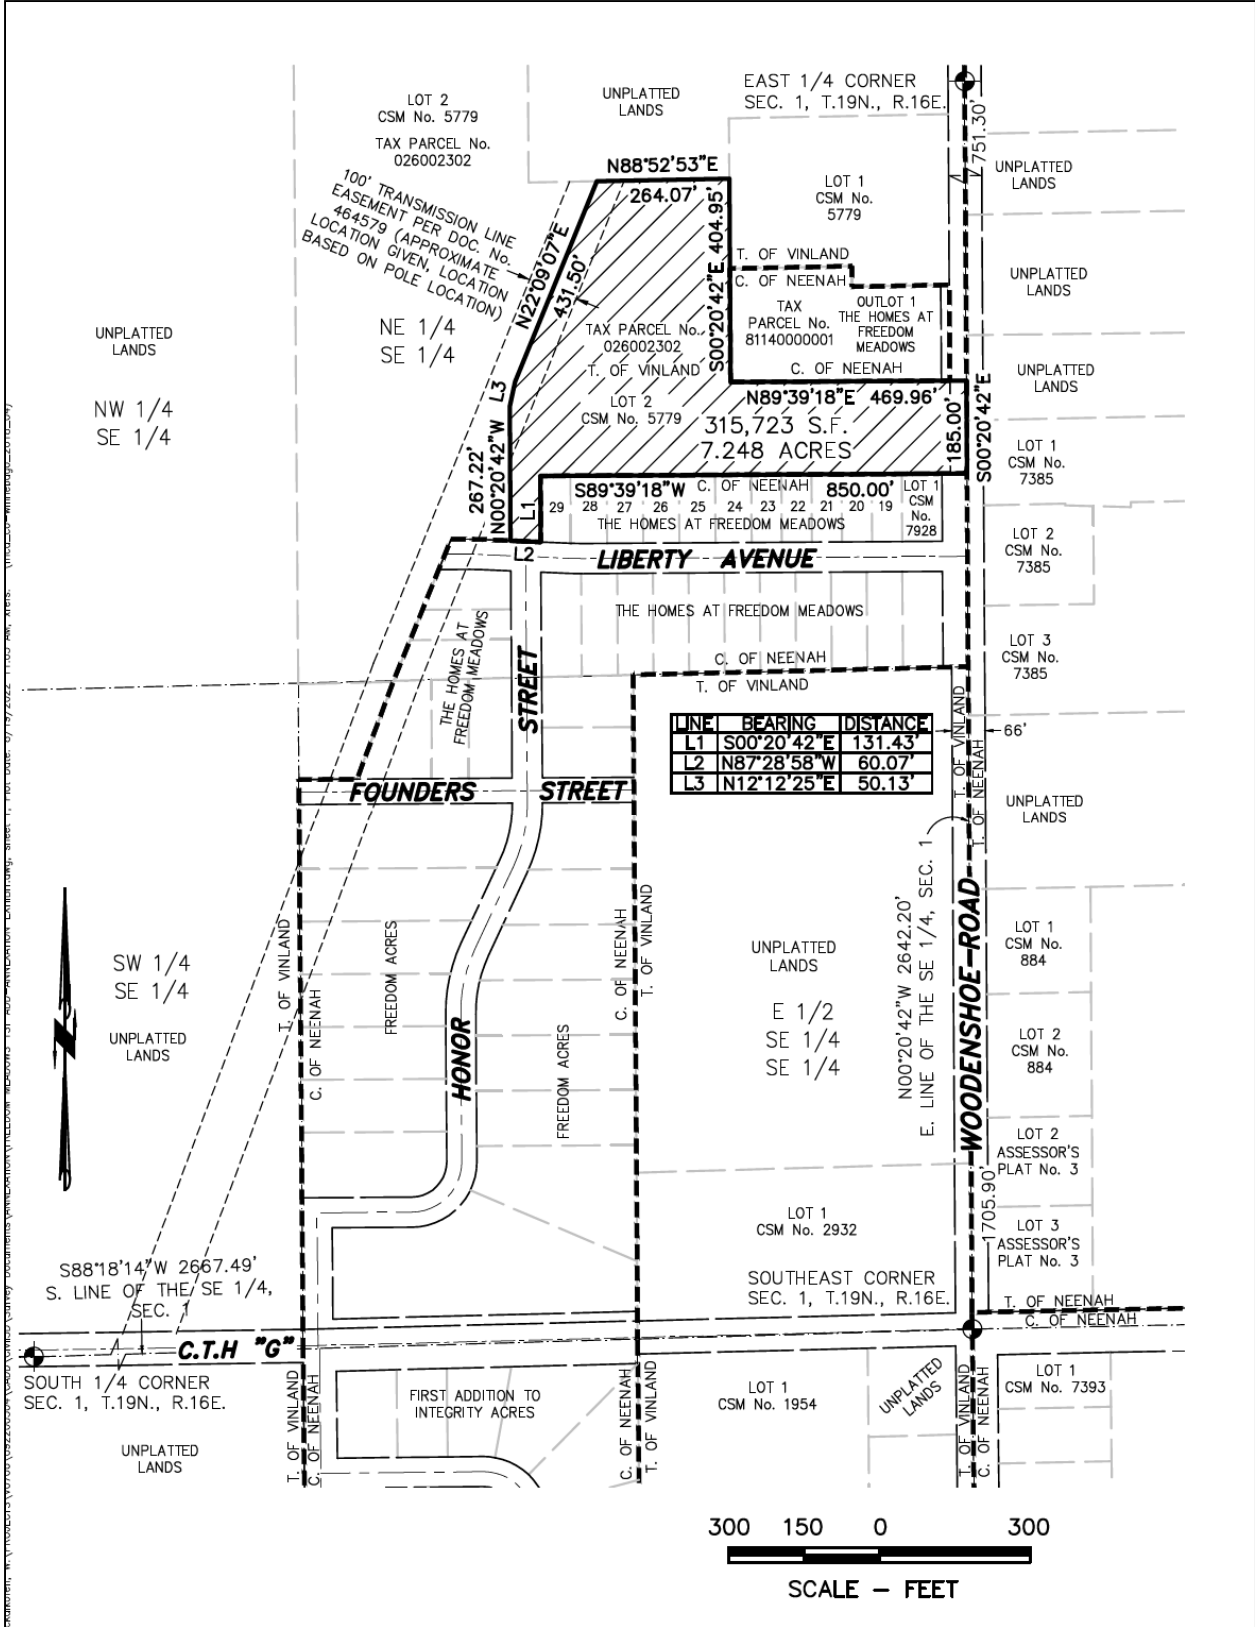 EAST 1/4 CORNER
SEC. 1, T.19N., R.16E.
LOT 2
CSM No. 5779
TAX PARCEL No.
026002302
UNPLATTED
LANDS
751.30'
UNPLATTED
LANDS
N88°52'53"E
264.07'
LOT 1
CSM No.
5779
100' TRANSMISSION LINE
EASEMENT PER DOC. No.
464579 (APPROXIMATE
LOCATION GIVEN, LOCATION
BASED ON POLE LOCATION)
N22°09'07"E
431.50'
S00°20'42"E 404.95'
T. OF VINLAND
C. OF NEENAH
TAX
PARCEL No.
81140000001
OUTLOT 1
THE HOMES AT
FREEDOM
MEADOWS
C. OF NEENAH
UNPLATTED
LANDS
UNPLATTED
LANDS
NE 1/4
SE 1/4
TAX PARCEL No.
026002302
T. OF VINLAND
LOT 2
CSM No. 5779
UNPLATTED
LANDS
NW 1/4
SE 1/4
L3
N89°39'18"E 469.96'
315,723 S.F.
7.248 ACRES
185.00'
S00°20'42"E
UNPLATTED
LANDS
LOT 1
CSM No.
7385
267.22'
N00°20'42"W
L1
S89°39'18"W
C. OF NEENAH
850.00'
29 28 27 26 25 24 23 22 21 20 19
THE HOMES AT FREEDOM MEADOWS
LOT 1
CSM
No.
7928
LOT 2
CSM No.
7385
L2
LIBERTY AVENUE
THE HOMES AT FREEDOM MEADOWS
C. OF NEENAH
T. OF VINLAND
LOT 3
CSM No.
7385
THE HOMES AT
FREEDOM MEADOWS
STREET
LINE BEARING DISTANCE
L1 S00°20'42"E 131.43'
L2 N87°28'58"W 60.07'
L3 N12°12'25"E 50.13'
T. OF VINLAND
T. OF VINLAND
T. OF NEENAH
66'
FOUNDERS STREET
UNPLATTED
LANDS
N00°20'42"W 2642.20'
E. LINE OF THE SE 1/4, SEC. 1
WOODENSHOE ROAD
T. OF VINLAND
C. OF NEENAH
FREEDOM ACRES
HONOR
FREEDOM ACRES
C. OF NEENAH
T. OF VINLAND
SW 1/4
SE 1/4
UNPLATTED
LANDS
UNPLATTED
LANDS
E 1/2
SE 1/4
SE 1/4
LOT 1
CSM No.
884
LOT 2
CSM No.
884
LOT 2
ASSESSOR'S
PLAT No. 3
1705.90'
LOT 3
ASSESSOR'S
PLAT No. 3
LOT 1
CSM No. 2932
SOUTHEAST CORNER
SEC. 1, T.19N., R.16E.
S88°18'14"W 2667.49'
S. LINE OF THE SE 1/4,
SEC. 1
T. OF NEENAH
C. OF NEENAH
C.T.H "G"
SOUTH 1/4 CORNER
SEC. 1, T.19N., R.16E.
UNPLATTED
LANDS
T. OF VINLAND
C. OF NEENAH
FIRST ADDITION TO
INTEGRITY ACRES
C. OF NEENAH
T. OF VINLAND
LOT 1
CSM No. 1954
UNPLATTED
LANDS
T. OF VINLAND
C. OF NEENAH
LOT 1
CSM No. 7393
300 150 0 300
SCALE – FEET